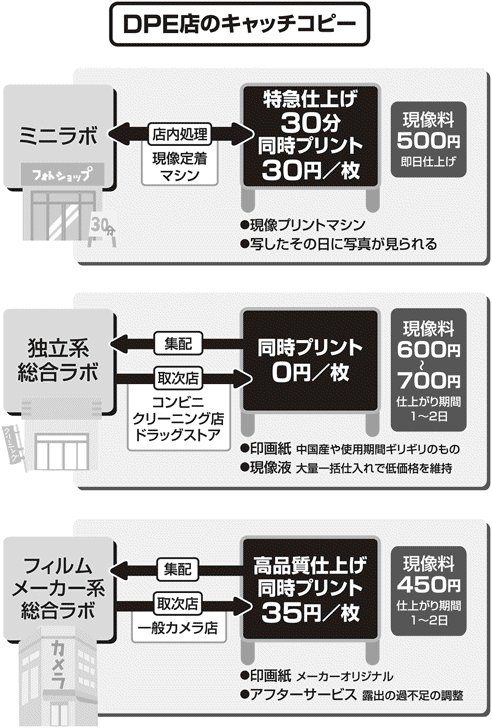 DPE店のキャッチコピー
ミニラボ
フォトショップ
30分
店内処理
現像定着
マシン
特急仕上げ
30分
同時プリント
30円／枚
現像料
500円
即日仕上げ
●現像プリントマシン
●写したその日に写真が見られる
独立系
総合ラボ
クリーニング
集配
取次店
コンビニ
クリーニング店
ドラッグストア
同時プリント
0円／枚
現像料
600円
〜
700円
仕上がり期間
1〜2日
●印画紙 中国産や使用期間ギリギリのもの
●現像液 大量一括仕入れで低価格を維持
フィルム
メーカー系
総合ラボ
カメラ
集配
取次店
一般カメラ店
高品質仕上げ
同時プリント
35円／枚
現像料
450円
仕上がり期間
1〜2日
●印画紙 メーカーオリジナル
●アフターサービス 露出の過不足の調整